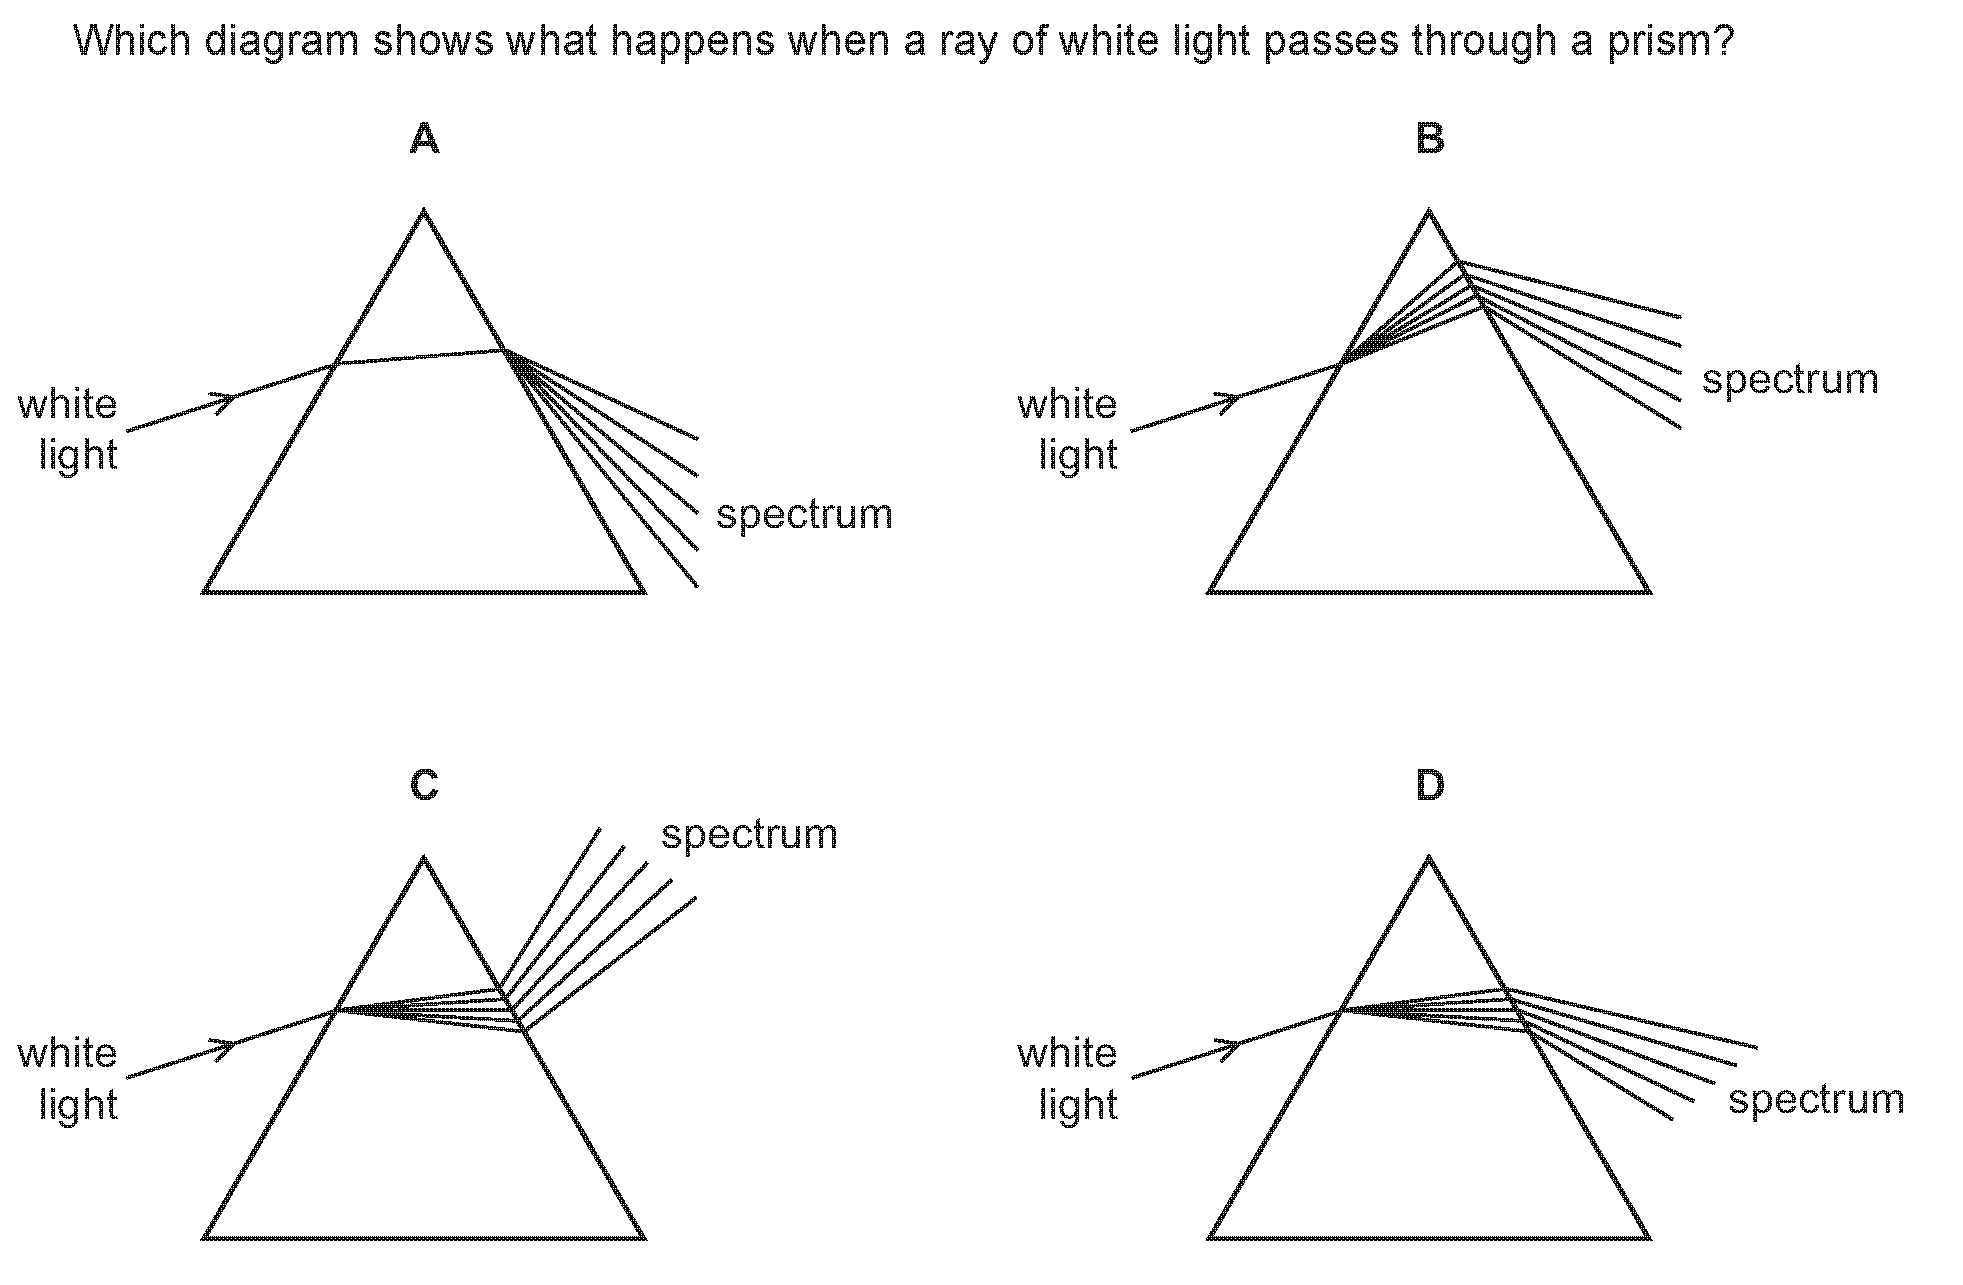 Which diagram shows what happens when a ray of white light passes through a prism?
A
white
light
spectrum
B
white
light
spectrum
C
white
light
spectrum
D
white
light
spectrum